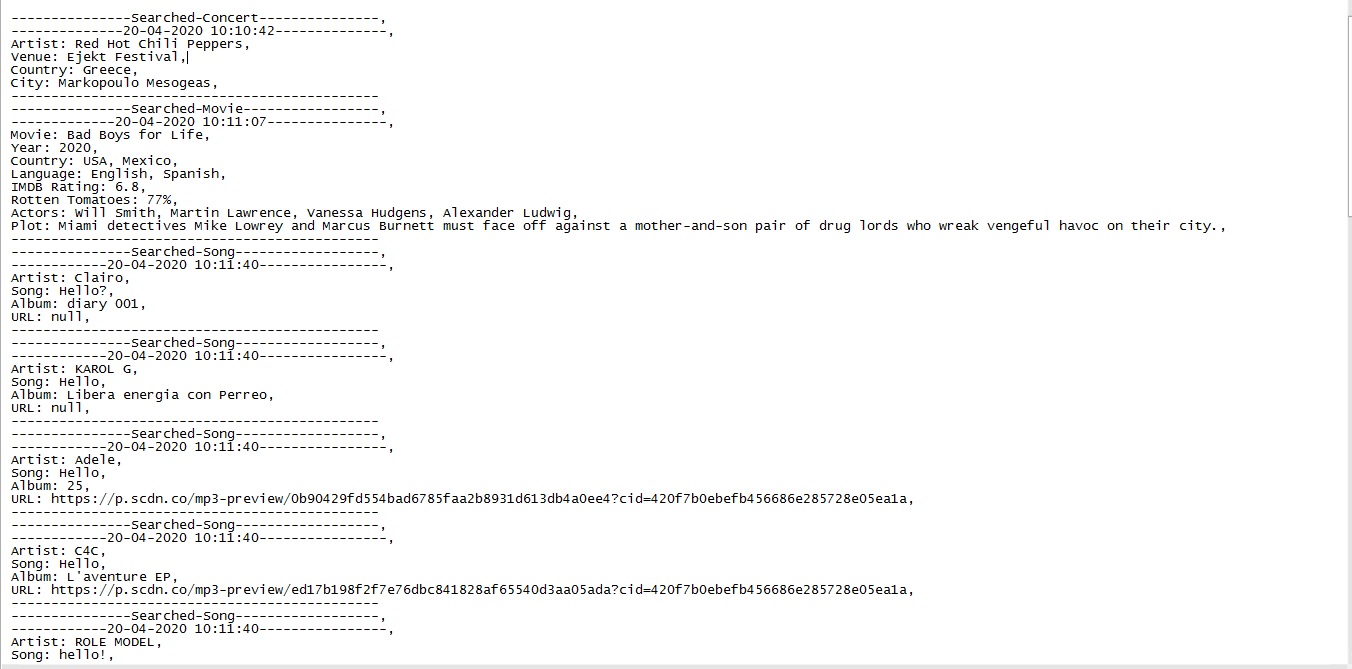 ---------------Searched-Concert---------------,
--------------20-04-2020 10:10:42--------------,
Artist: Red Hot Chili Peppers,
Venue: Ejekt Festival,
Country: Greece,
City: Markopoulo Mesogeas,
----------------------------------------------
---------------Searched-Movie-----------------,
-------------20-04-2020 10:11:07---------------,
Movie: Bad Boys for Life,
Year: 2020,
Country: USA, Mexico,
Language: English, Spanish,
IMDB Rating: 6.8,
Rotten Tomatoes: 77%,
Actors: Will Smith, Martin Lawrence, Vanessa Hudgens, Alexander Ludwig,
Plot: Miami detectives Mike Lowrey and Marcus Burnett must face off against a mother-and-son pair of drug lords who wreak vengeful havoc on their city.,
----------------------------------------------
---------------Searched-Song------------------,
------------20-04-2020 10:11:40----------------,
Artist: Clairo,
Song: Hello?,
Album: diary 001,
URL: null,
----------------------------------------------
---------------Searched-Song------------------,
------------20-04-2020 10:11:40----------------,
Artist: KAROL G,
Song: Hello,
Album: Libera energia con Perreo,
URL: null,
----------------------------------------------
---------------Searched-Song------------------,
------------20-04-2020 10:11:40----------------,
Artist: Adele,
Song: Hello,
Album: 25,
URL: https://p.scdn.co/mp3-preview/0b90429fd554bad6785faa2b8931d613db4a0ee4?cid=420f7b0ebefb456686e285728e05ea1a,
----------------------------------------------
---------------Searched-Song------------------,
------------20-04-2020 10:11:40----------------,
Artist: C4C,
Song: Hello,
Album: L'aventure EP,
URL: https://p.scdn.co/mp3-preview/ed17b198f2f7e76dbc841828af65540d3aa05ada?cid=420f7b0ebefb456686e285728e05ea1a,
----------------------------------------------
---------------Searched-Song------------------,
------------20-04-2020 10:11:40----------------,
Artist: ROLE MODEL,
Song: hello!,